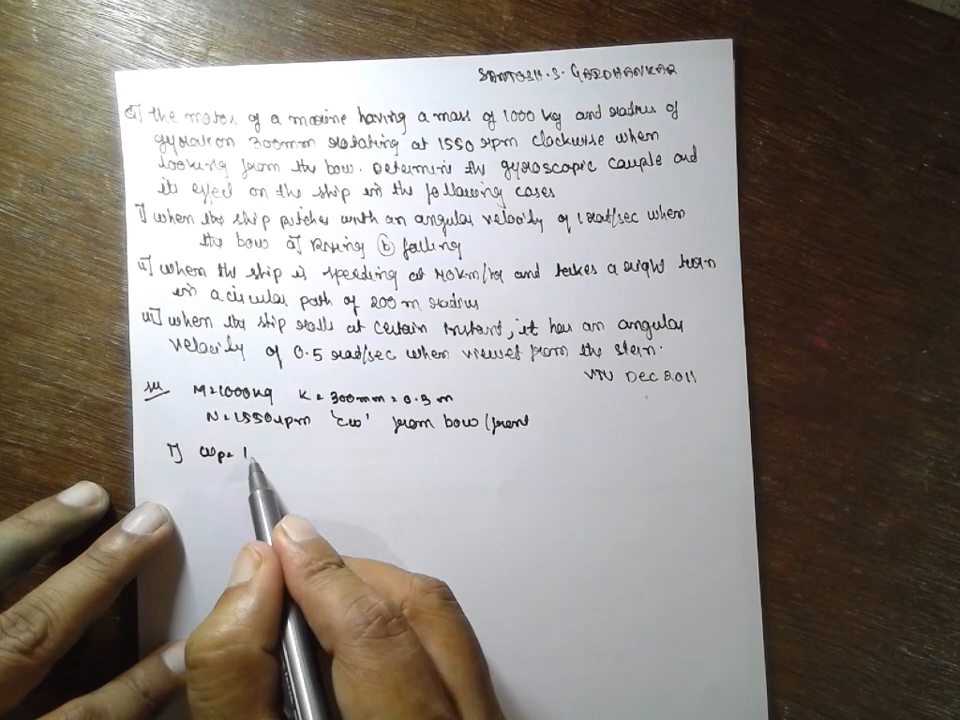 SANTOSH.S. GARDHANKAR
Q] The motor of a marine having a mass of 1000 kg and radius of
gyration 300mm rotating at 1550 rpm clockwise when
looking from the bow. Determine the gyroscopic couple and
its effect on the ship in the following cases
I] when the ship pitches with an angular velocity of 1 rad/sec when
the bow a] Rising (b) falling
ii] when the ship is speeding at 40km/hr and takes a right turn
in a circular path of 200 m radius
iii] when the ship rolls at certain instant, it has an angular
velocity of 0.5 rad/sec when viewed from the stern.
VTU Dec 2011
M=1000kg K = 300mm = 0.3 m
N = 1550 rpm 'cw' from bow/front
I] ωp= 1